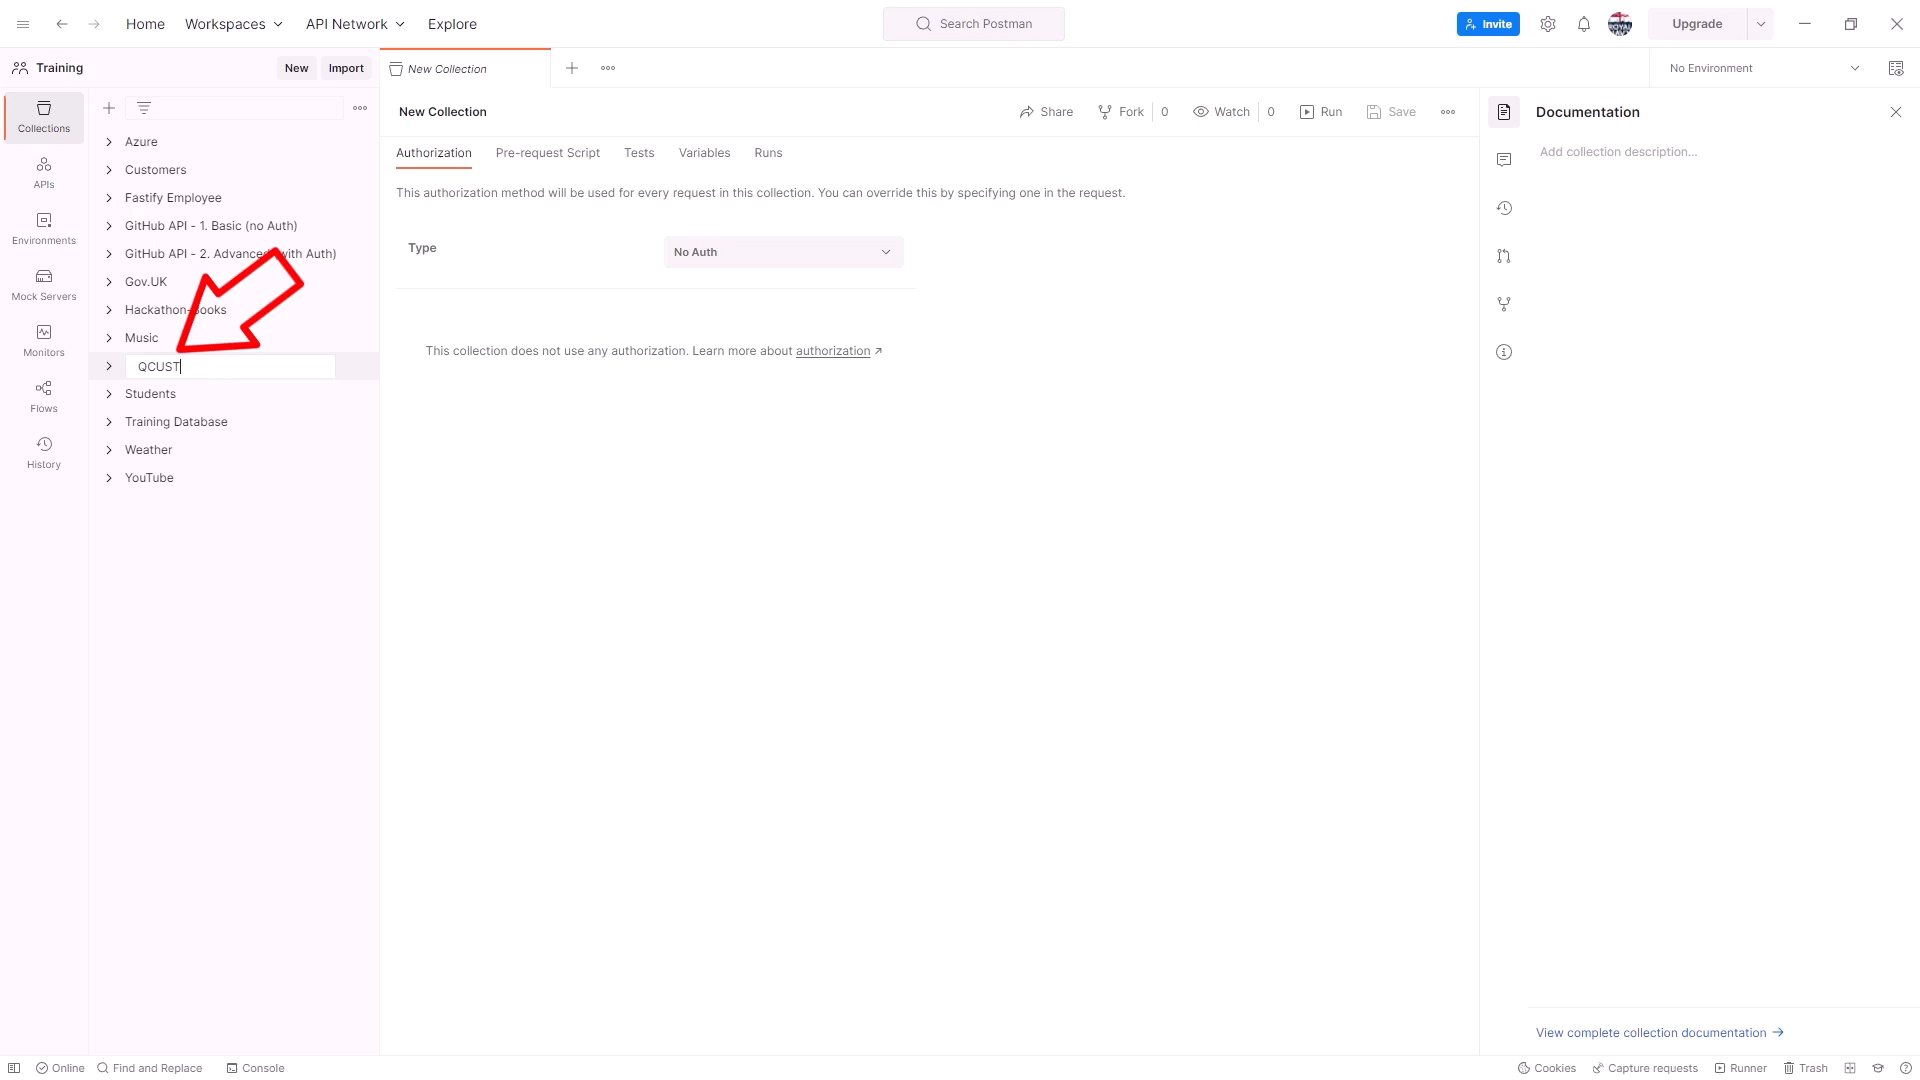 Home Workspaces API Network Explore Search Postman Invite Upgrade
Training New Import New Collection No Environment
Collections
APIs
Environments
Mock Servers
Monitors
Flows
History
Azure
Customers
Fastify Employee
GitHub API - 1. Basic (no Auth)
GitHub API - 2. Advanced with Auth)
Gov.UK
Hackathon-Books
Music
QCUST
Students
Training Database
Weather
YouTube
New Collection Share Fork 0 Watch 0 Run Save
Authorization Pre-request Script Tests Variables Runs
This authorization method will be used for every request in this collection. You can override this by specifying one in the request.
Type No Auth
This collection does not use any authorization. Learn more about authorization ↗
Documentation
Add collection description...
View complete collection documentation →
Online Find and Replace Console Cookies Capture requests Runner Trash